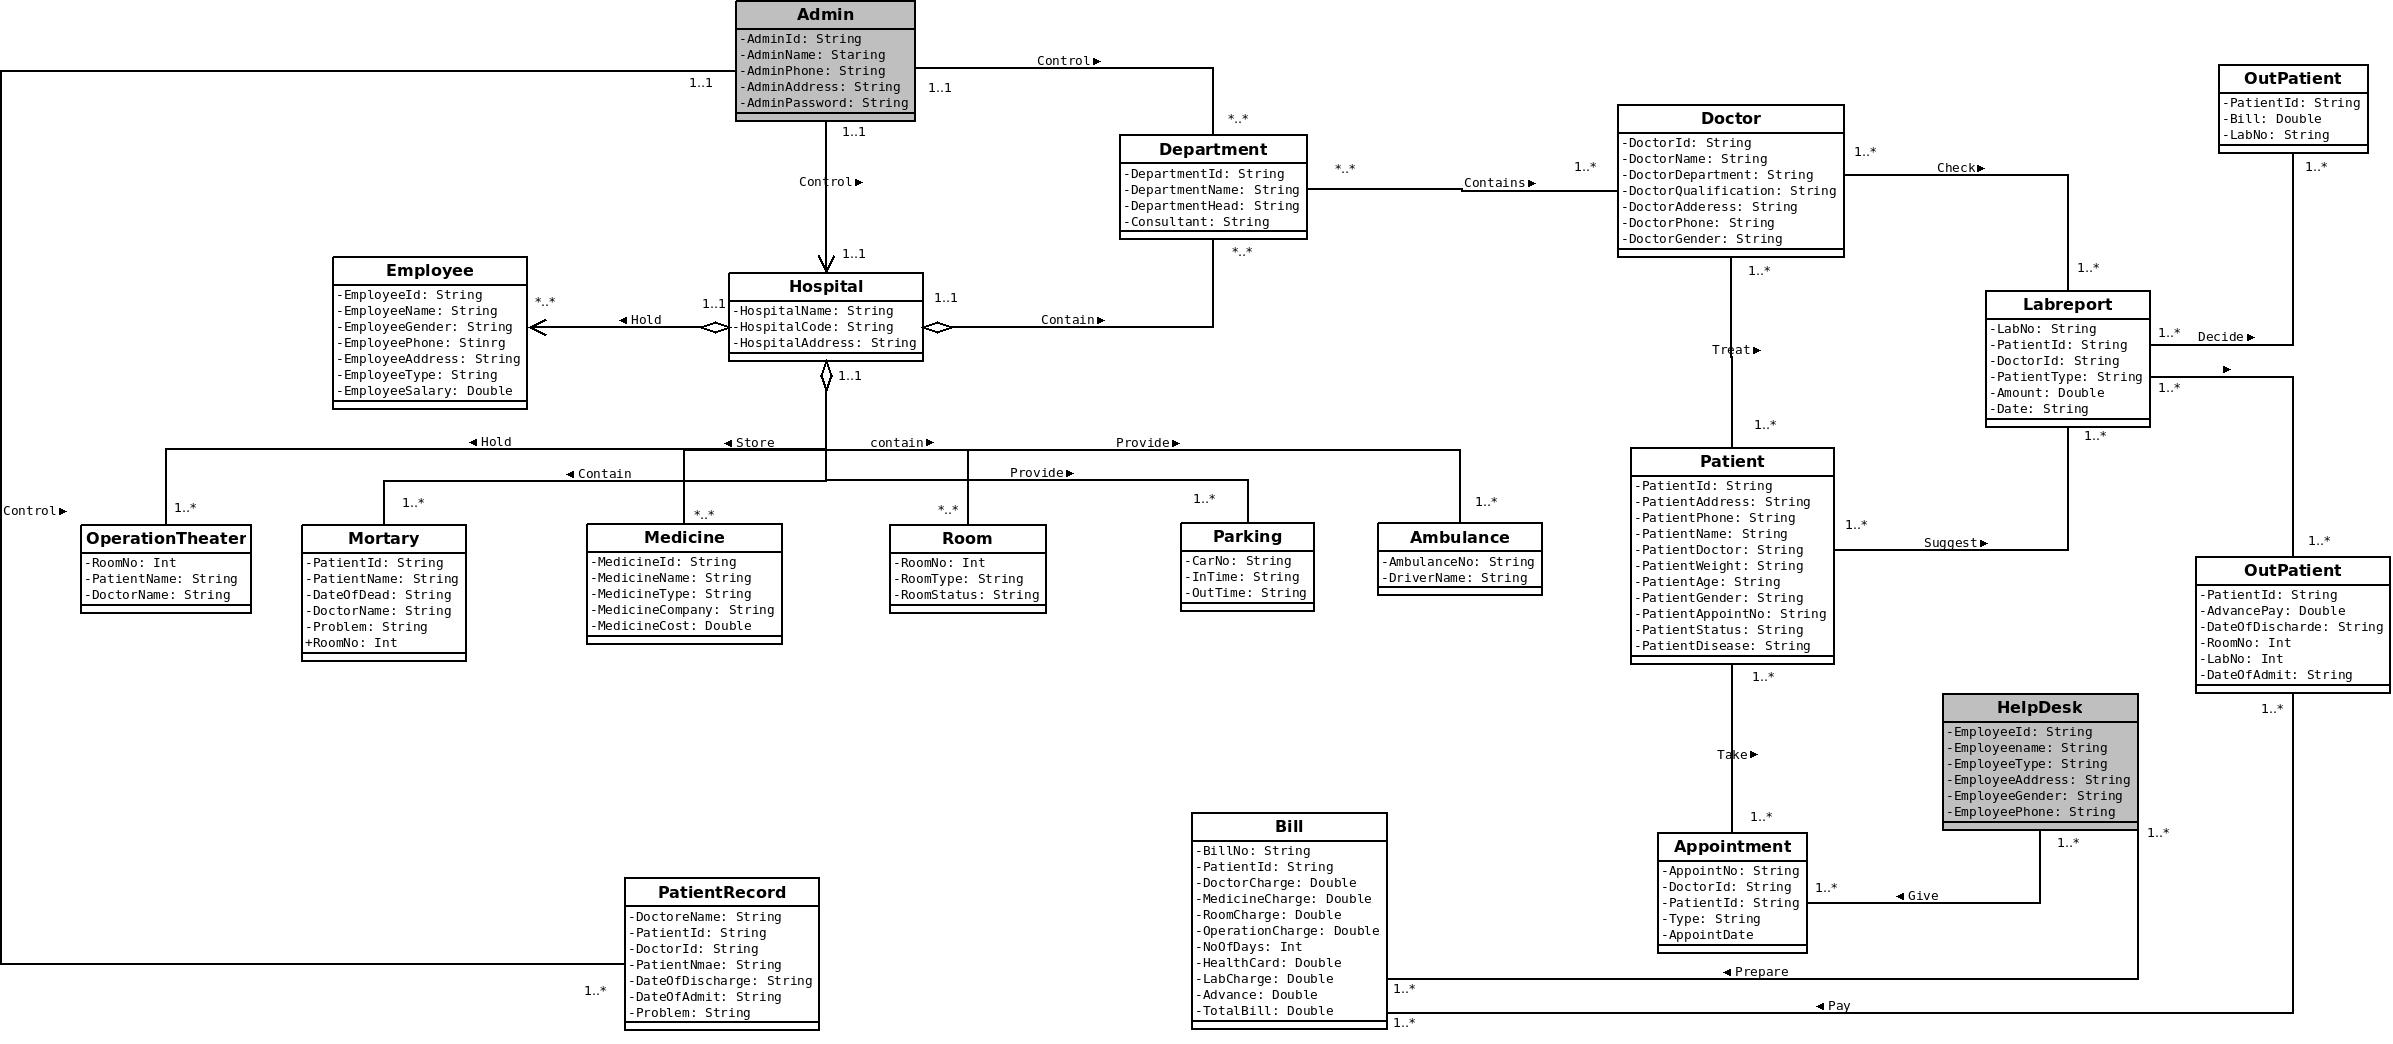 Admin
-AdminId: String
-AdminName: Staring
-AdminPhone: String
-AdminAddress: String
-AdminPassword: String
1..1
1..1
Control►
1..1
*..*
Control►
1..1
Department
-DepartmentId: String
-DepartmentName: String
-DepartmentHead: String
-Consultant: String
*..*
*..*
Contains►
1..*
Doctor
-DoctorId: String
-DoctorName: String
-DoctorDepartment: String
-DoctorQualification: String
-DoctorAdderess: String
-DoctorPhone: String
-DoctorGender: String
1..*
Check►
1..*
1..*
OutPatient
-PatientId: String
-Bill: Double
-LabNo: String
1..*
Employee
-EmployeeId: String
-EmployeeName: String
-EmployeeGender: String
-EmployeePhone: Stinrg
-EmployeeAddress: String
-EmployeeType: String
-EmployeeSalary: Double
*..*
◄Hold
1..1
Hospital
-HospitalName: String
-HospitalCode: String
-HospitalAddress: String
1..1
Contain►
1..1
Labreport
-LabNo: String
-PatientId: String
-DoctorId: String
-PatientType: String
-Amount: Double
-Date: String
1..*
Decide►
►
1..*
1..*
Treat►
1..*
◄Hold
◄Store
contain►
Provide►
◄Contain
Provide►
Control►
1..*
1..*
*..*
*..*
1..*
1..*
OperationTheater
-RoomNo: Int
-PatientName: String
-DoctorName: String
Mortary
-PatientId: String
-PatientName: String
-DateOfDead: String
-DoctorName: String
-Problem: String
+RoomNo: Int
Medicine
-MedicineId: String
-MedicineName: String
-MedicineType: String
-MedicineCompany: String
-MedicineCost: Double
Room
-RoomNo: Int
-RoomType: String
-RoomStatus: String
Parking
-CarNo: String
-InTime: String
-OutTime: String
Ambulance
-AmbulanceNo: String
-DriverName: String
Patient
-PatientId: String
-PatientAddress: String
-PatientPhone: String
-PatientName: String
-PatientDoctor: String
-PatientWeight: String
-PatientAge: String
-PatientGender: String
-PatientAppointNo: String
-PatientStatus: String
-PatientDisease: String
1..*
Suggest►
1..*
1..*
OutPatient
-PatientId: String
-AdvancePay: Double
-DateOfDischarde: String
-RoomNo: Int
-LabNo: Int
-DateOfAdmit: String
1..*
HelpDesk
-EmployeeId: String
-Employeename: String
-EmployeeType: String
-EmployeeAddress: String
-EmployeeGender: String
-EmployeePhone: String
1..*
1..*
Take►
1..*
Appointment
-AppointNo: String
-DoctorId: String
-PatientId: String
-Type: String
-AppointDate
1..*
◄Give
Bill
-BillNo: String
-PatientId: String
-DoctorCharge: Double
-MedicineCharge: Double
-RoomCharge: Double
-OperationCharge: Double
-NoOfDays: Int
-HealthCard: Double
-LabCharge: Double
-Advance: Double
-TotalBill: Double
◄Prepare
1..*
◄Pay
1..*
PatientRecord
-DoctoreName: String
-PatientId: String
-DoctorId: String
-PatientNmae: String
-DateOfDischarge: String
-DateOfAdmit: String
-Problem: String
1..*